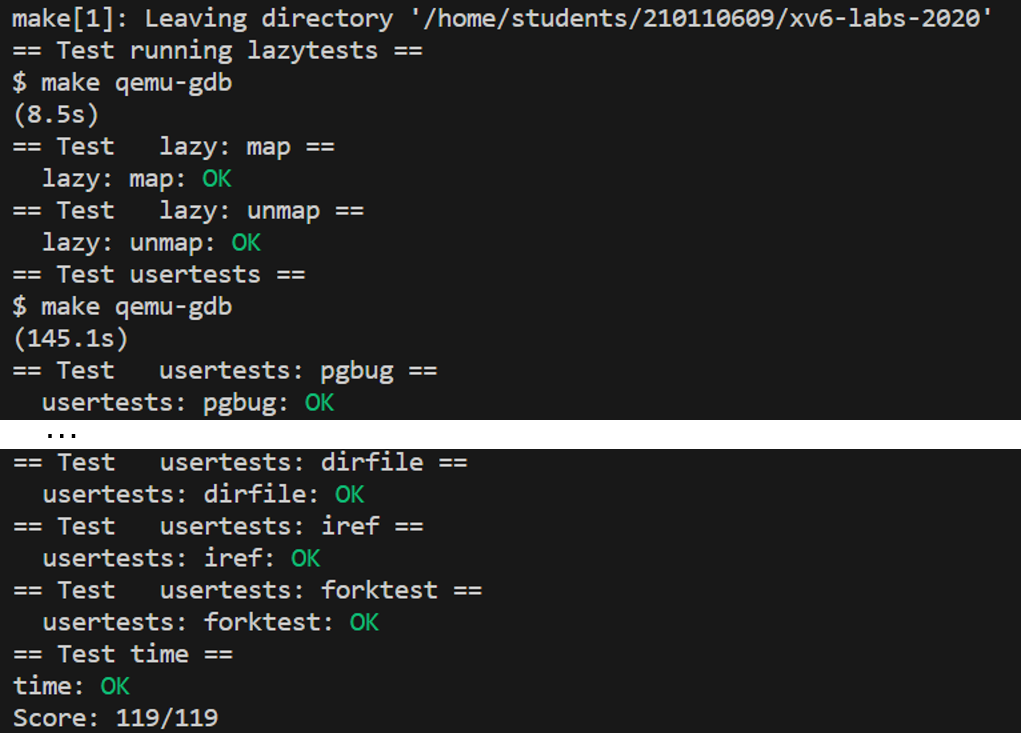 make[1]: Leaving directory '/home/students/210110609/xv6-labs-2020'
== Test running lazytests ==
$ make qemu-gdb
(8.5s)
== Test   lazy: map ==
  lazy: map: OK
== Test   lazy: unmap ==
  lazy: unmap: OK
== Test usertests ==
$ make qemu-gdb
(145.1s)
== Test   usertests: pgbug ==
  usertests: pgbug: OK
...
== Test   usertests: dirfile ==
  usertests: dirfile: OK
== Test   usertests: iref ==
  usertests: iref: OK
== Test   usertests: forktest ==
  usertests: forktest: OK
== Test time ==
time: OK
Score: 119/119